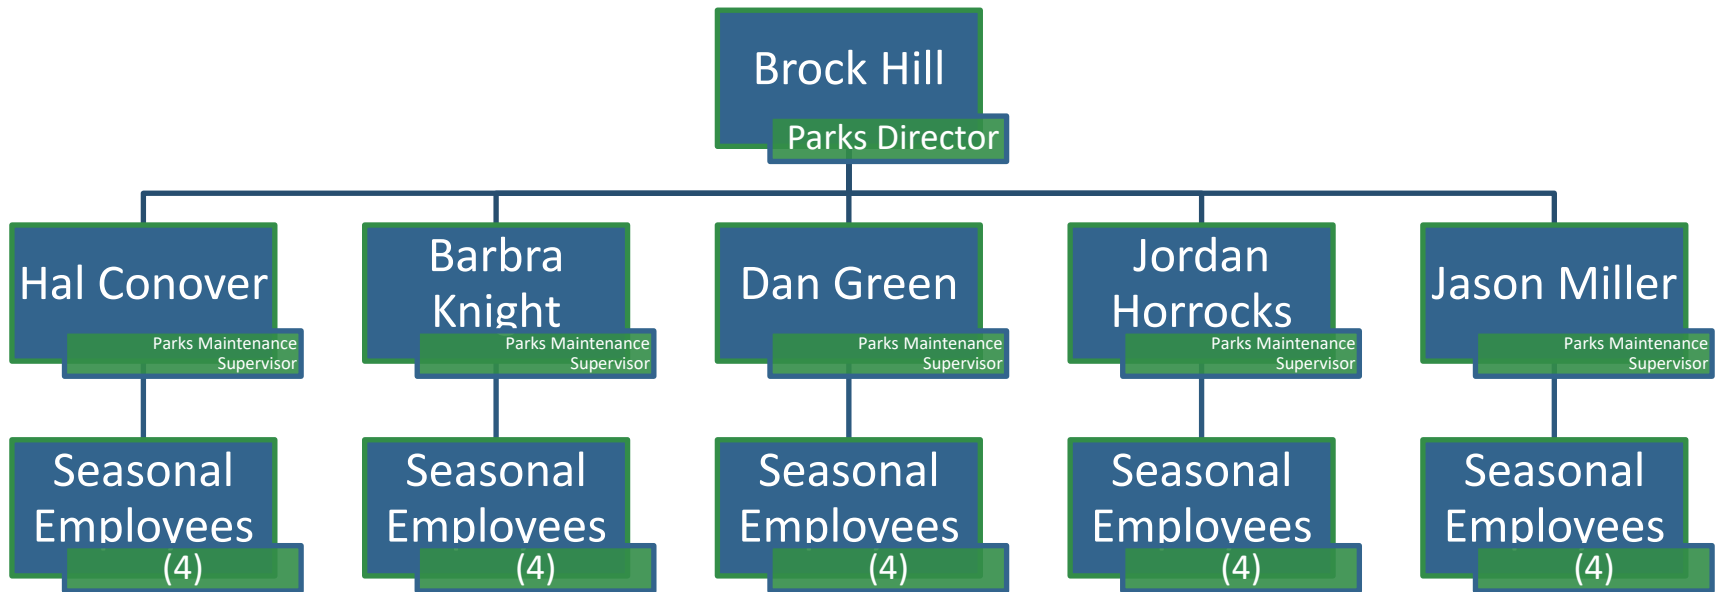 Brock Hill
Parks Director
Hal Conover
Parks Maintenance
Supervisor
Barbra
Knight
Parks Maintenance
Supervisor
Dan Green
Parks Maintenance
Supervisor
Jordan
Horrocks
Parks Maintenance
Supervisor
Jason Miller
Parks Maintenance
Supervisor
Seasonal
Employees
(4)
Seasonal
Employees
(4)
Seasonal
Employees
(4)
Seasonal
Employees
(4)
Seasonal
Employees
(4)